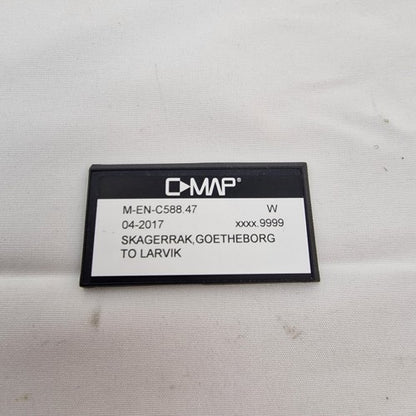 C-MAP®
M-EN-C588.47 W
04-2017 xxxx.9999
SKAGERRAK,GOETHEBORG
TO LARVIK